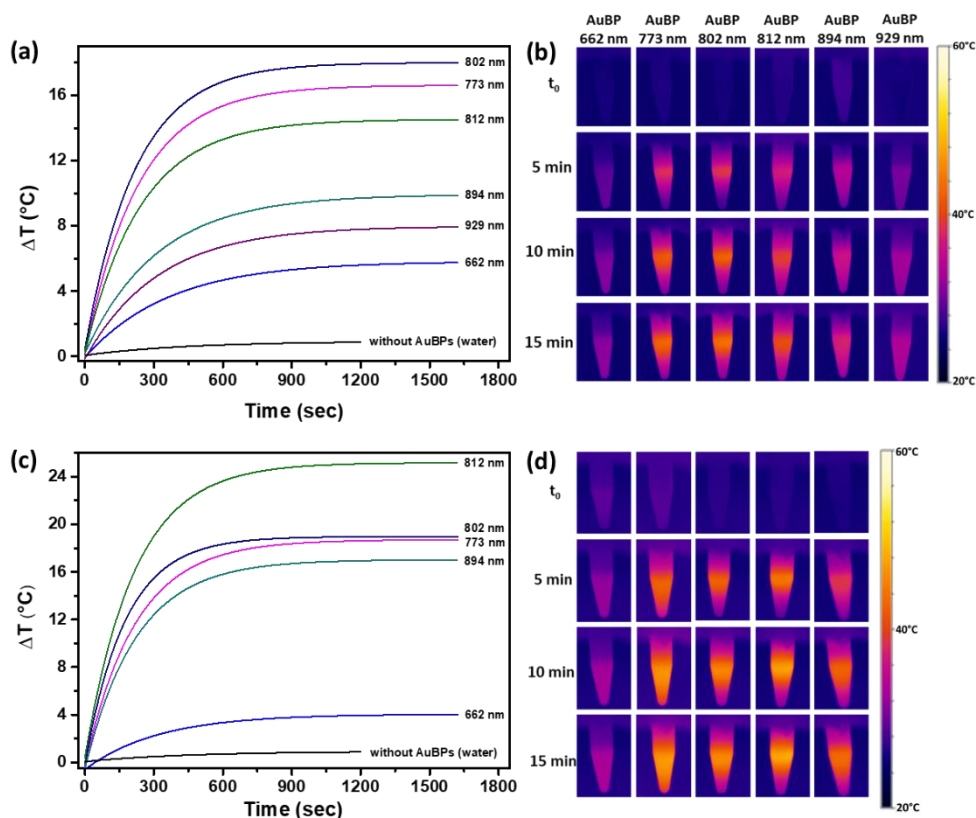 (a)
16
12
8
4
0
ΔT (°C)
802 nm
773 nm
812 nm
894 nm
929 nm
662 nm
without AuBPs (water)
0 300 600 900 1200 1500 1800
Time (sec)
(b)
AuBP AuBP AuBP AuBP AuBP AuBP
662 nm 773 nm 802 nm 812 nm 894 nm 929 nm
t0
5 min
10 min
15 min
60°C
40°C
20°C
(c)
24
20
16
12
8
4
0
ΔT (°C)
812 nm
802 nm
773 nm
894 nm
662 nm
without AuBPs (water)
0 300 600 900 1200 1500 1800
Time (sec)
(d)
t0
5 min
10 min
15 min
60°C
40°C
20°C